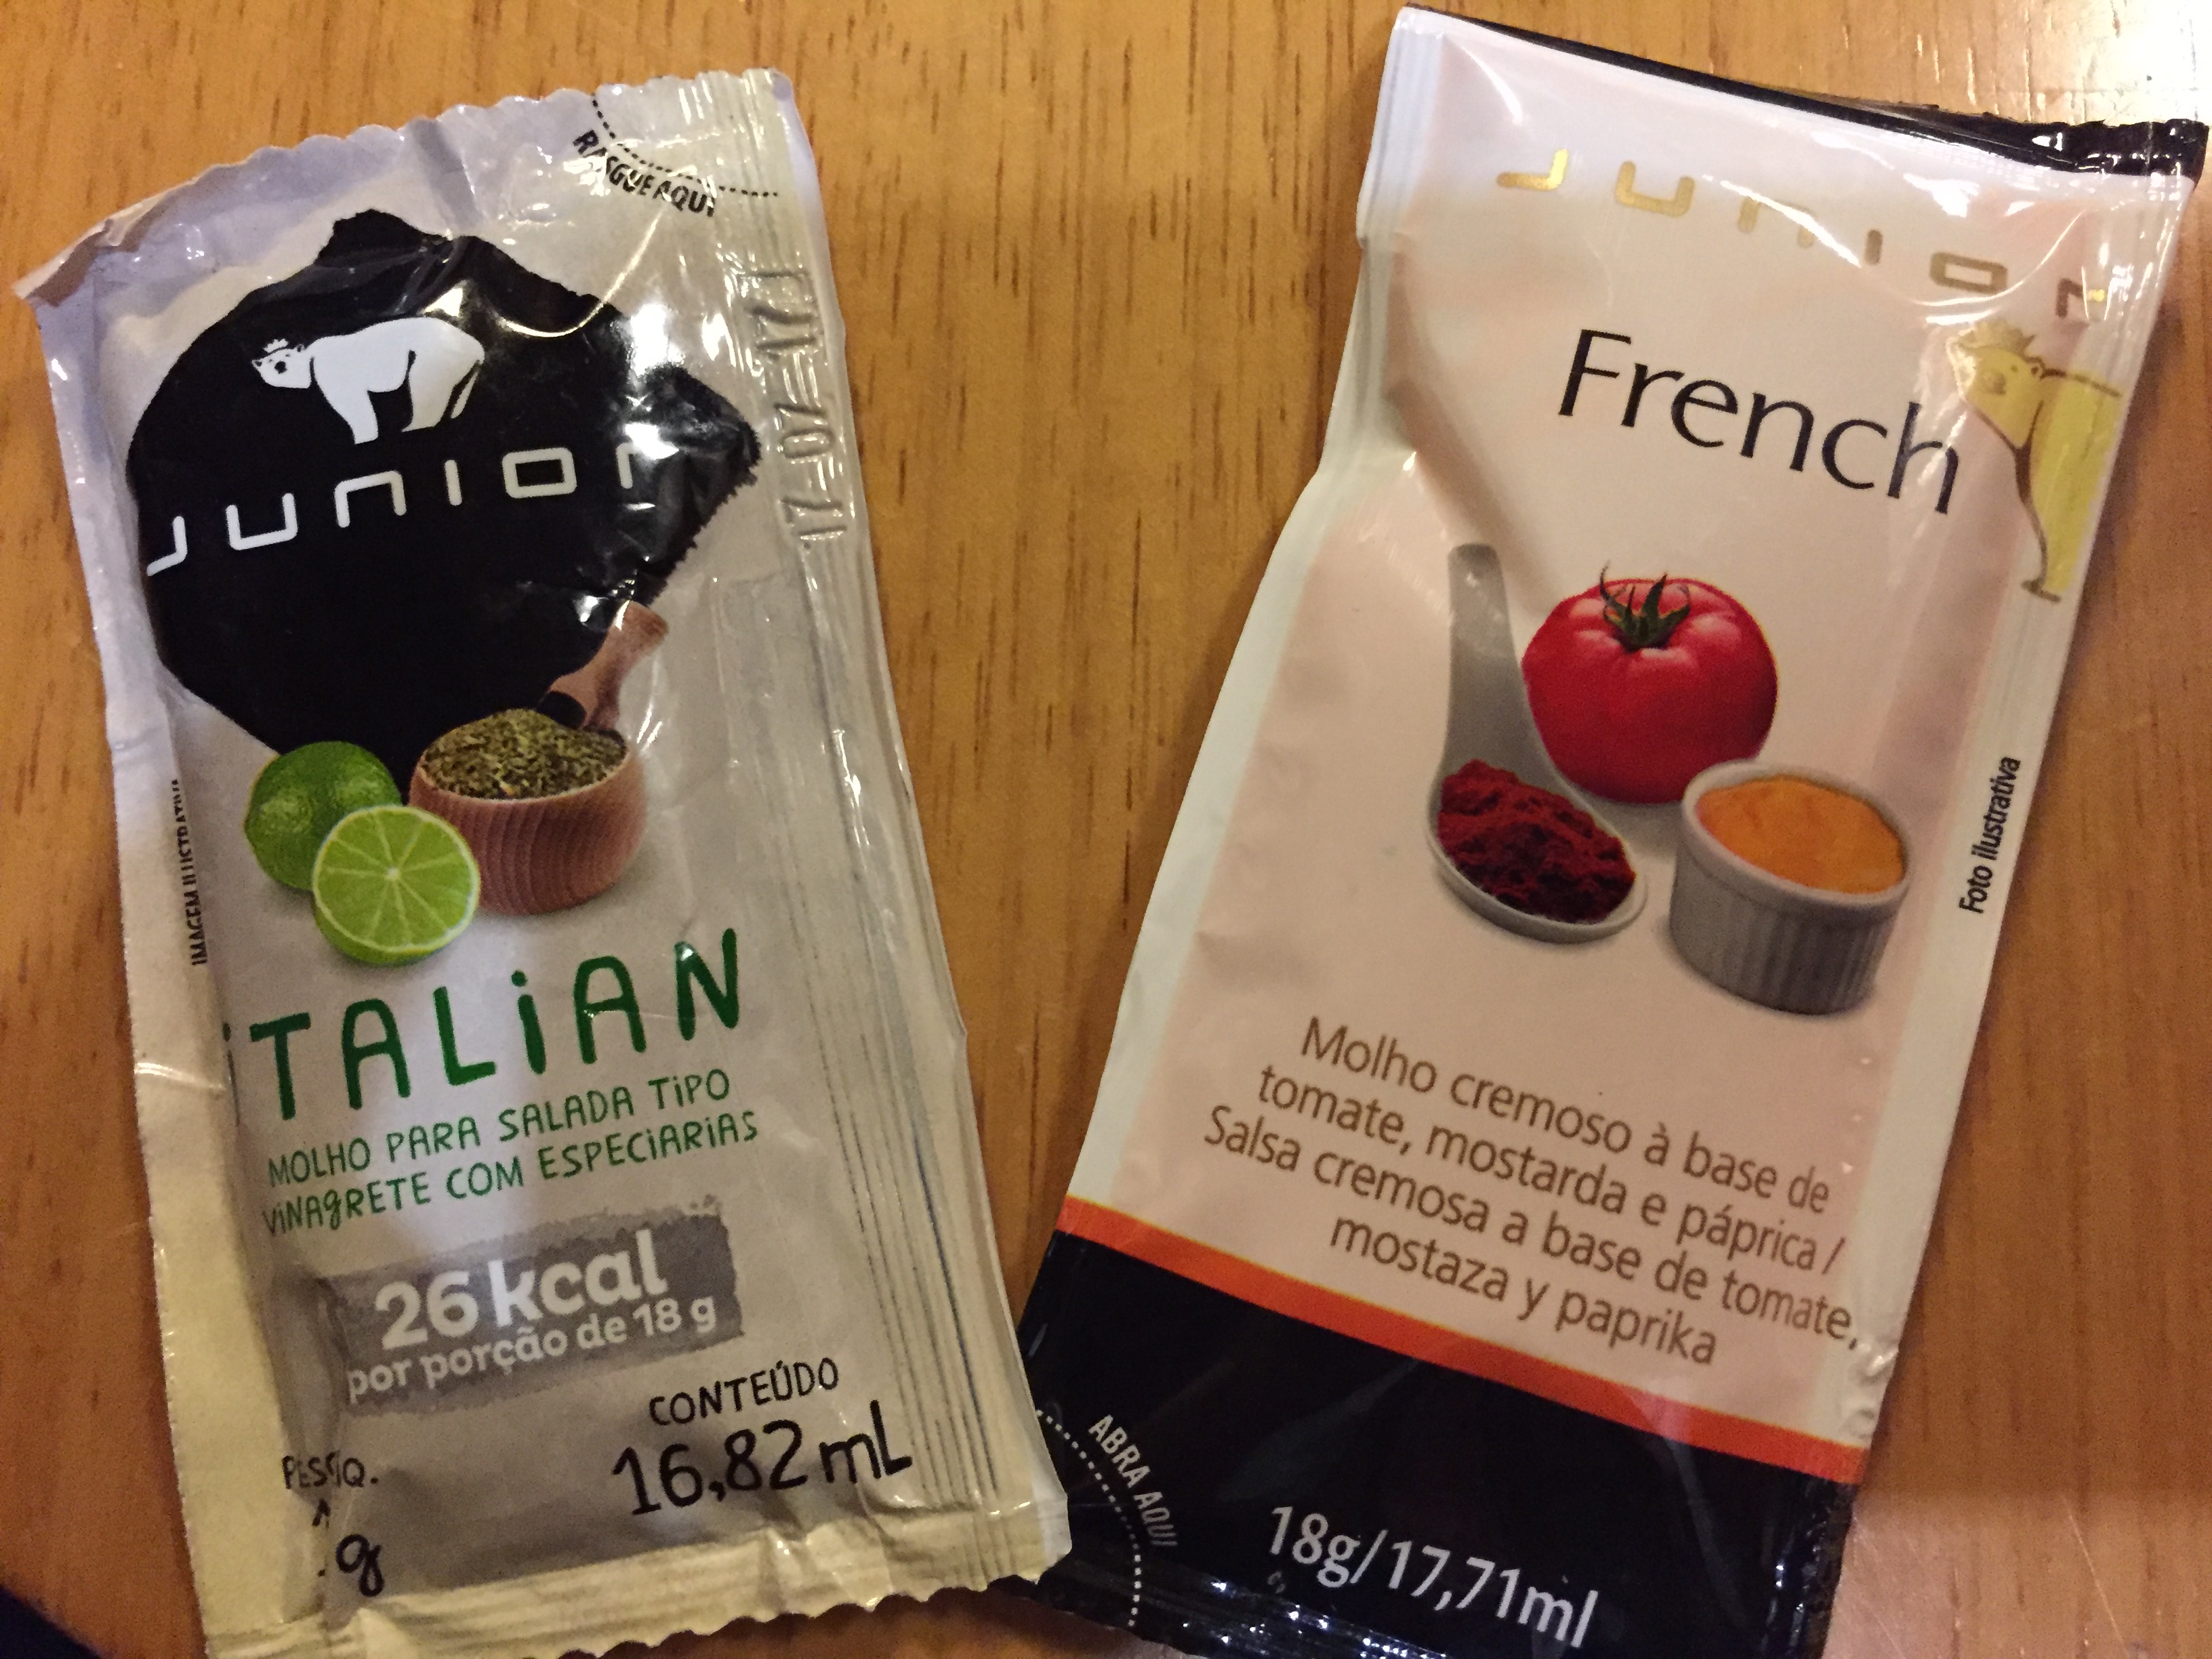 RASGUE AQUI
JUNIOR
17-07-17
IMAGEM ILUSTRATIVA
iTALiAN
MOLHO PARA SALADA TiPO
ViNAgRETE COM ESPECiARiAS
26 kcal
por porção de 18 g
CONTEÚDO
16,82 mL
g
JUNIOR
French
Foto ilustrativa
Molho cremoso à base de
tomate, mostarda e páprica /
Salsa cremosa a base de tomate,
mostaza y paprika
ABRA AQUI
18g/17,71ml